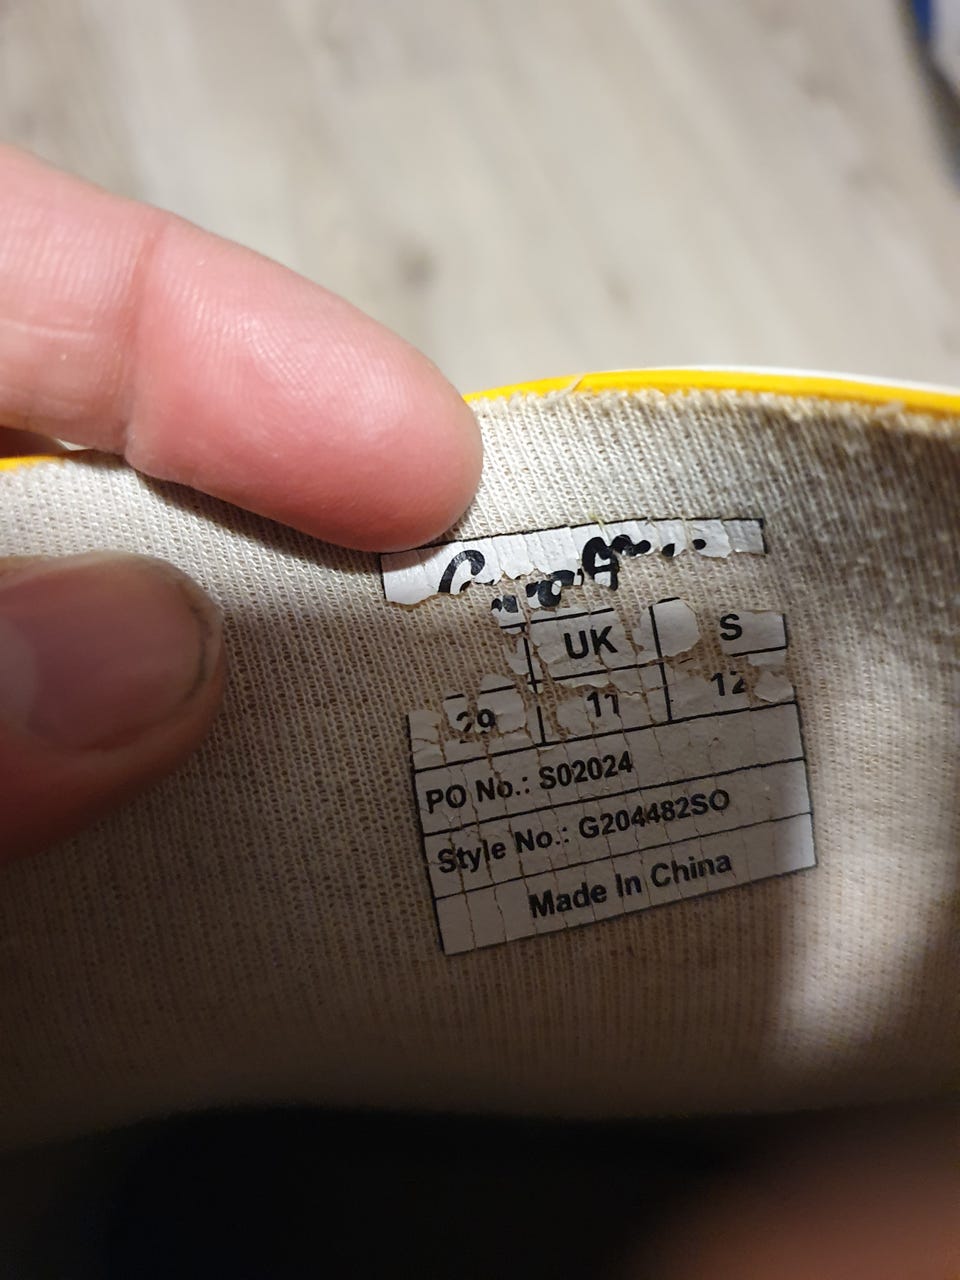 UK S
29 11 12
PO No.: S02024
Style No.: G204482SO
Made In China